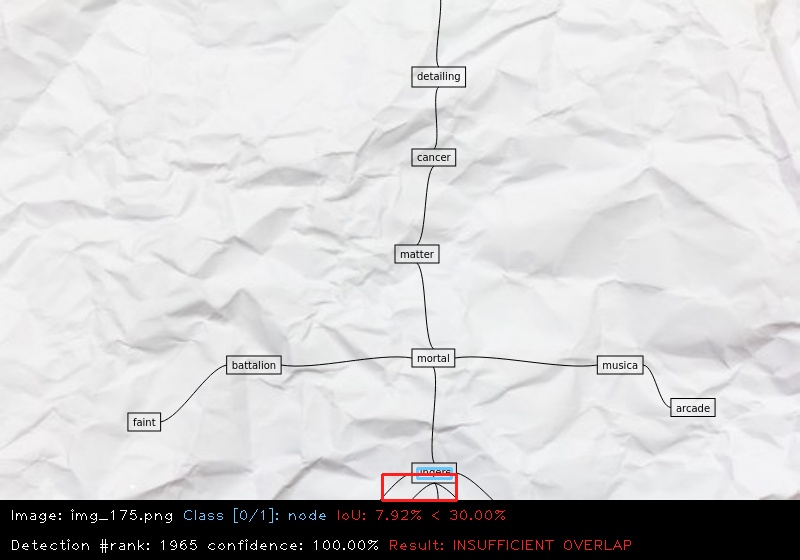 detailing
cancer
matter
mortal
battalion
musica
faint
arcade
Image: img_175.png Class [0/1]: node IoU: 7.92% < 30.00%
Detection #rank: 1965 confidence: 100.00% Result: INSUFFICIENT OVERLAP